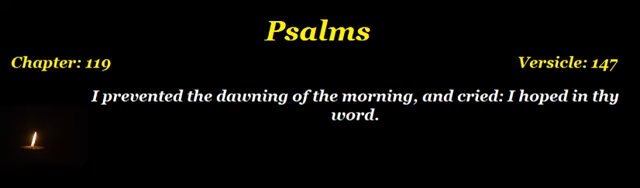 Psalms
Chapter: 119
Versicle: 147
I prevented the dawning of the morning, and cried: I hoped in thy
word.